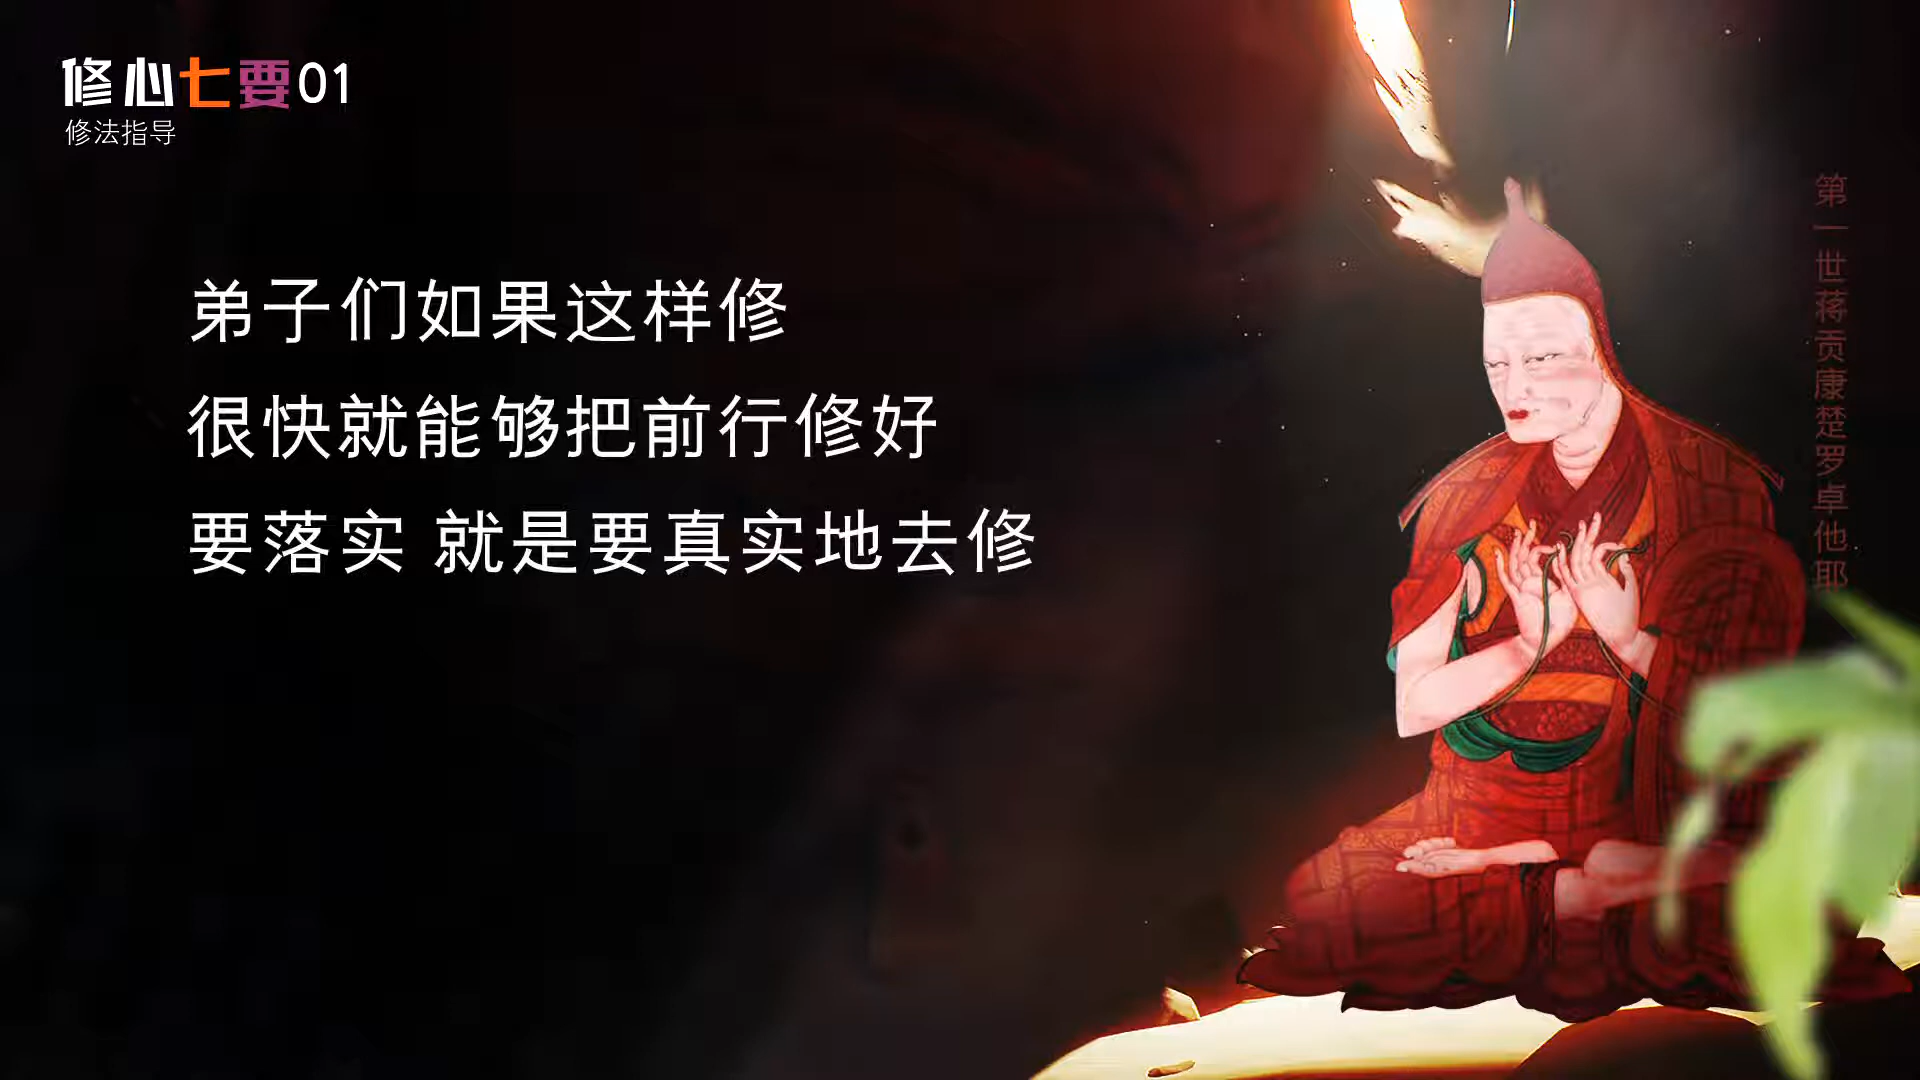 修心七要01
修法指导
弟子们如果这样修
很快就能够把前行修好
要落实 就是要真实地去修
第一世蒋贡康楚罗卓他耶